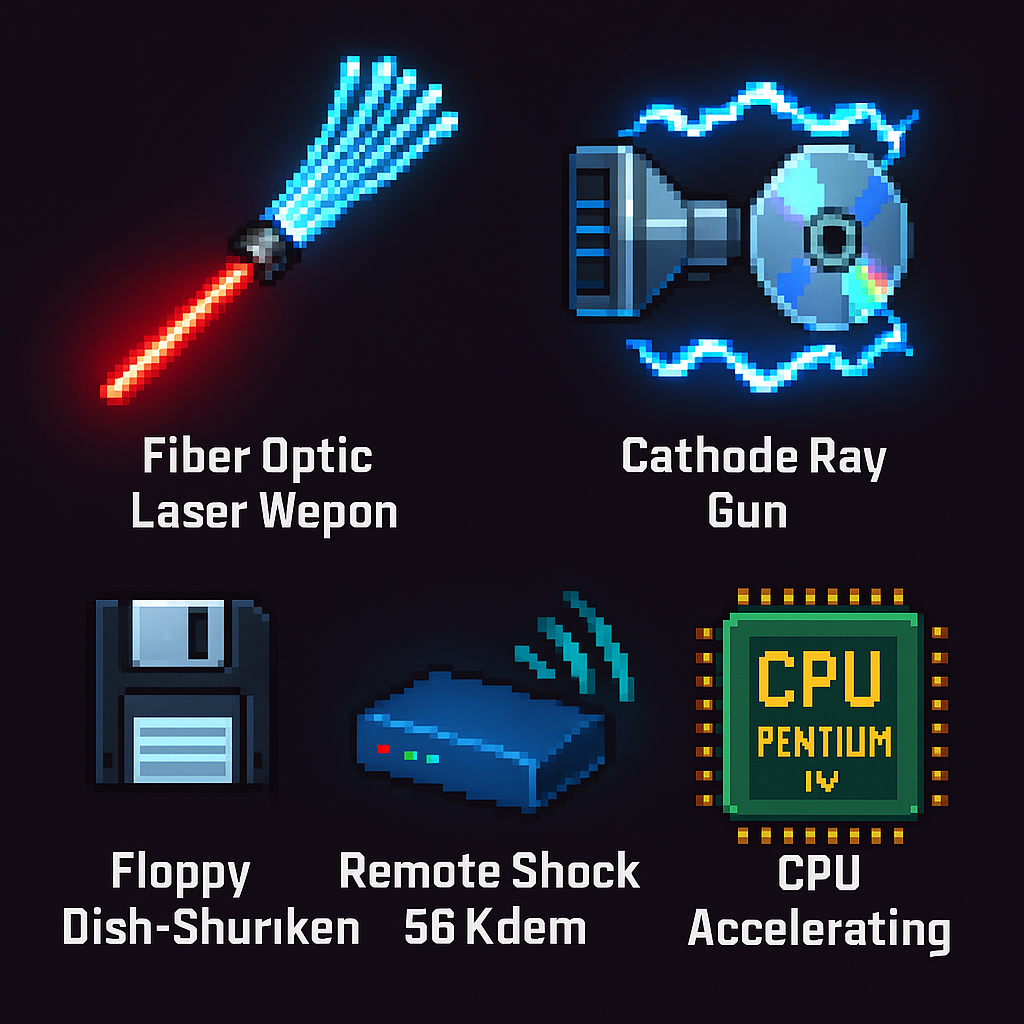 Fiber Optic
Laser Wepon
Cathode Ray
Gun
CPU
PENTIUM
IV
Floppy
Dish-Shurıken
Remote Shock
56 Kdem
CPU
Accelerating